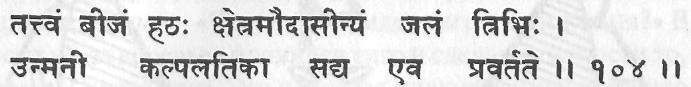 तत्त्वं बीजं हठः क्षेत्रमौदासीन्यं जलं त्रिभिः ।
उन्मनी कल्पलतिका सद्य एव प्रवर्तते ।। १०४ ।।